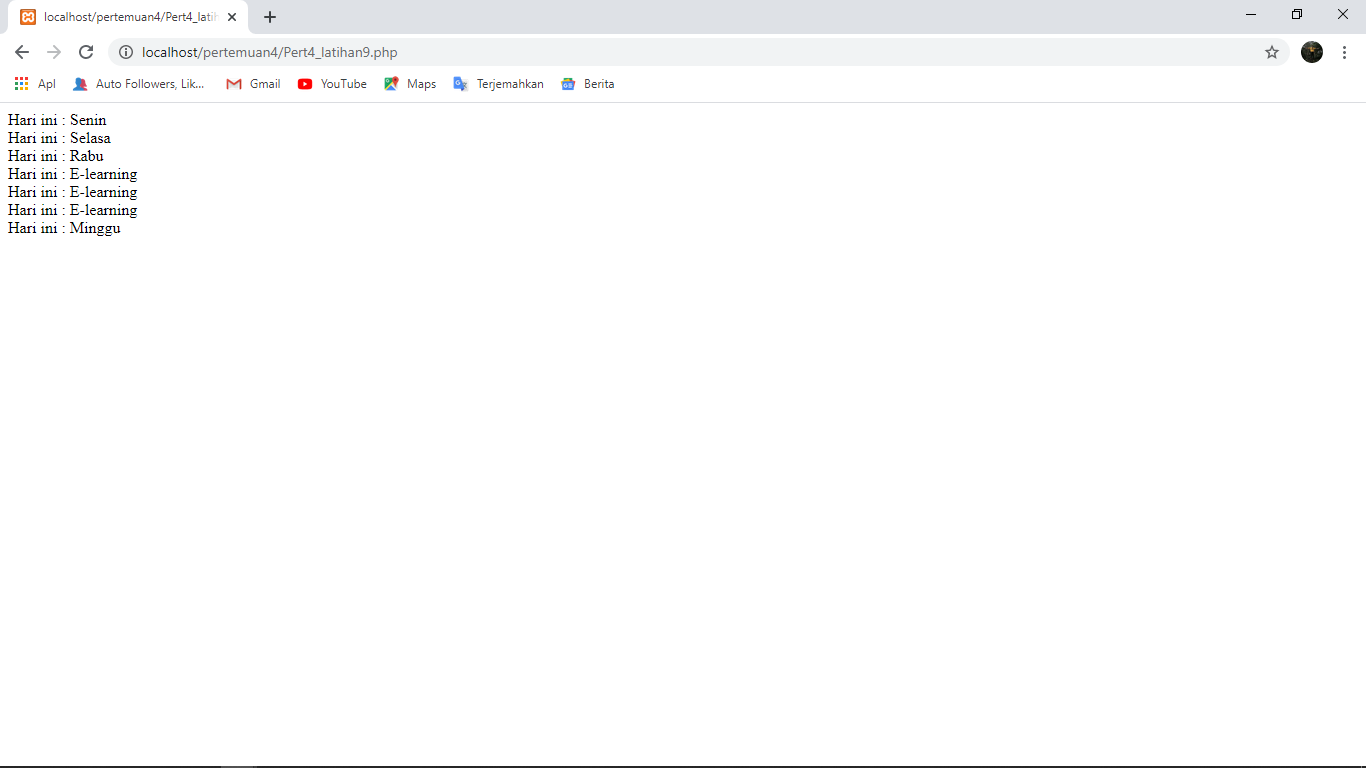 localhost/pertemuan4/Pert4_lati
localhost/pertemuan4/Pert4_latihan9.php
Apl Auto Followers, Lik... Gmail YouTube Maps Terjemahkan Berita
Hari ini : Senin
Hari ini : Selasa
Hari ini : Rabu
Hari ini : E-learning
Hari ini : E-learning
Hari ini : E-learning
Hari ini : Minggu